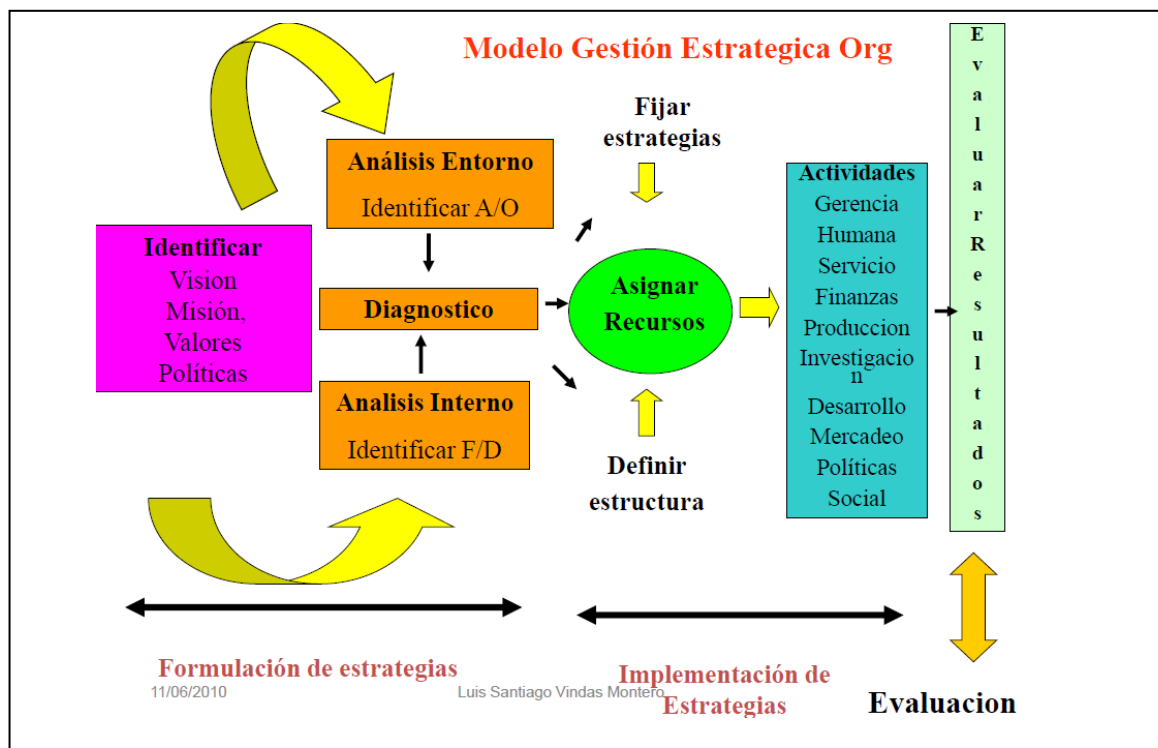 Modelo Gestión Estrategica Org
Identificar
Vision
Misión,
Valores
Políticas
Análisis Entorno
Identificar A/O
Diagnostico
Analisis Interno
Identificar F/D
Fijar
estrategias
Asignar
Recursos
Definir
estructura
Actividades
Gerencia
Humana
Servicio
Finanzas
Produccion
Investigacio
n
Desarrollo
Mercadeo
Políticas
Social
E
v
a
l
u
a
r
R
e
s
u
l
t
a
d
o
s
Formulación de estrategias
Implementación de
Estrategias
Evaluacion
11/06/2010
Luis Santiago Vindas Montero